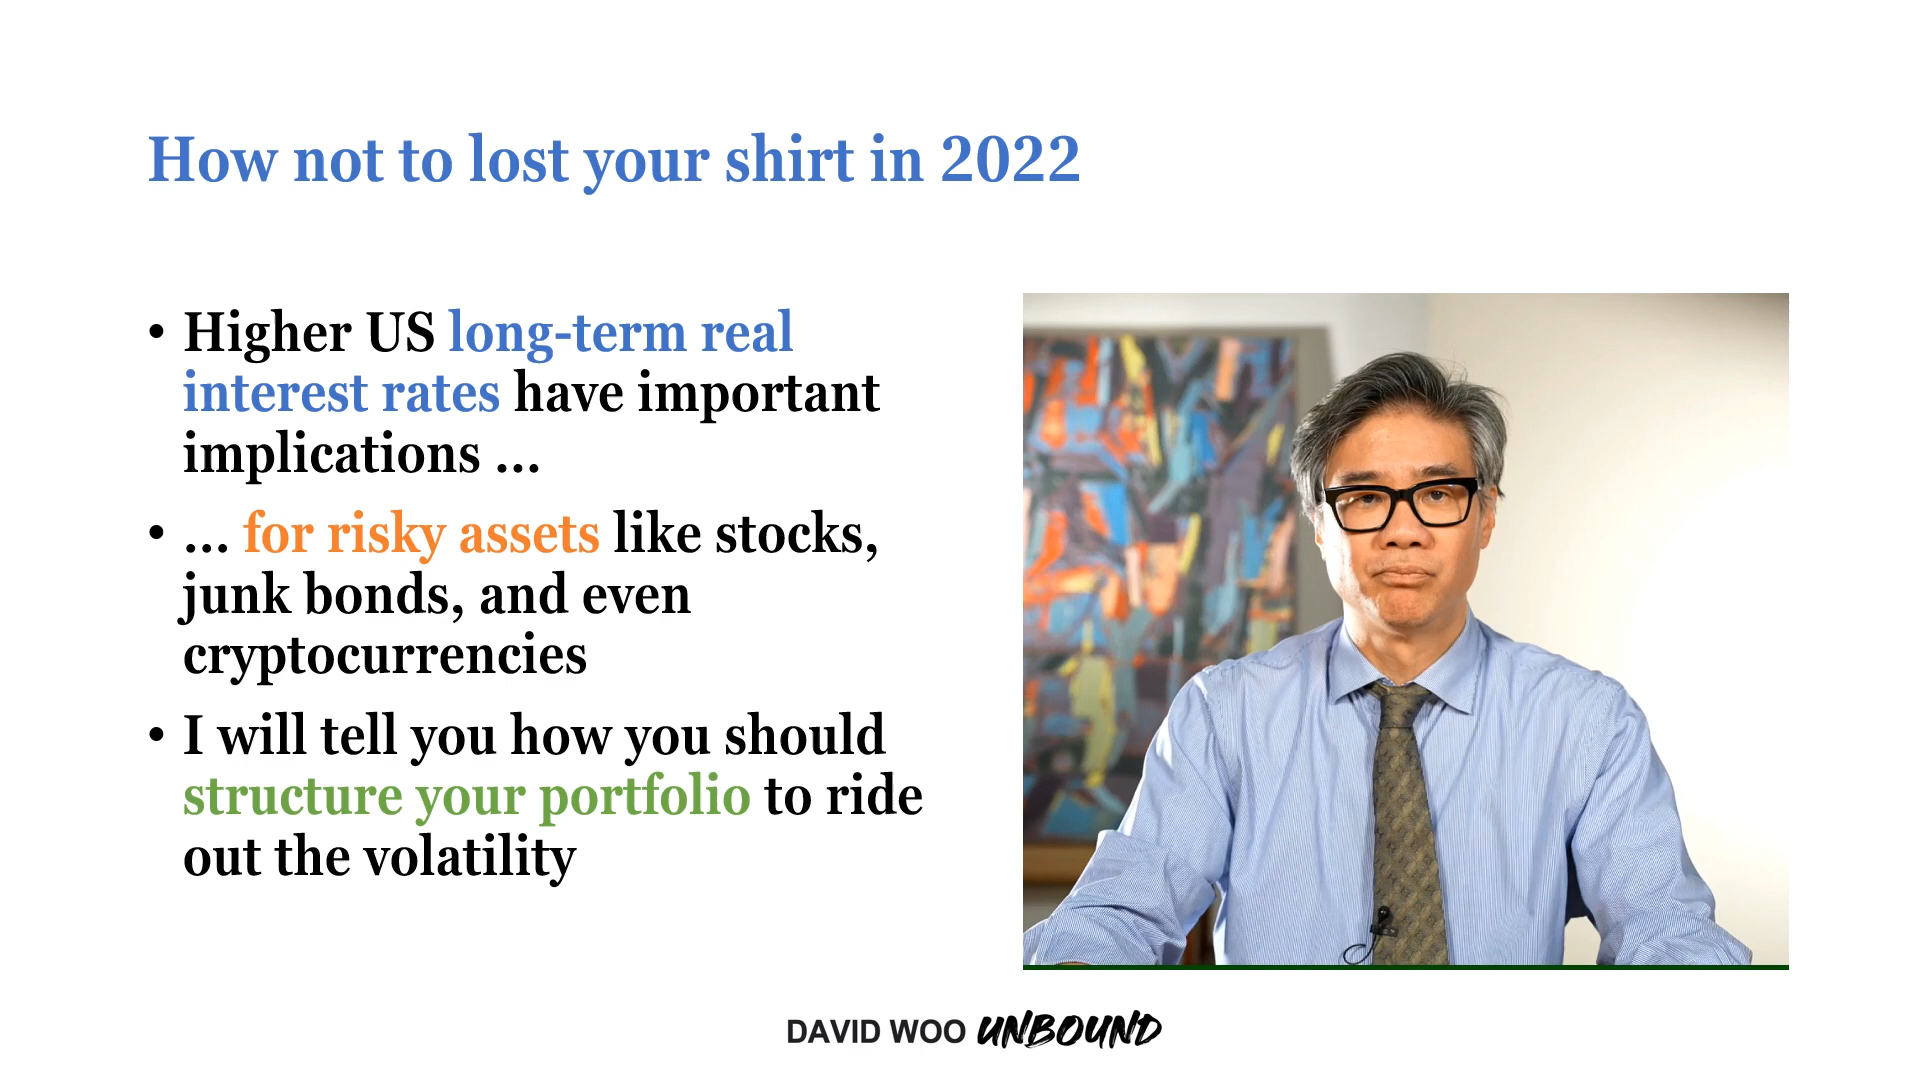 How not to lost your shirt in 2022
• Higher US long-term real
interest rates have important
implications ...
• ... for risky assets like stocks,
junk bonds, and even
cryptocurrencies
• I will tell you how you should
structure your portfolio to ride
out the volatility
DAVID WOO UNBOUND